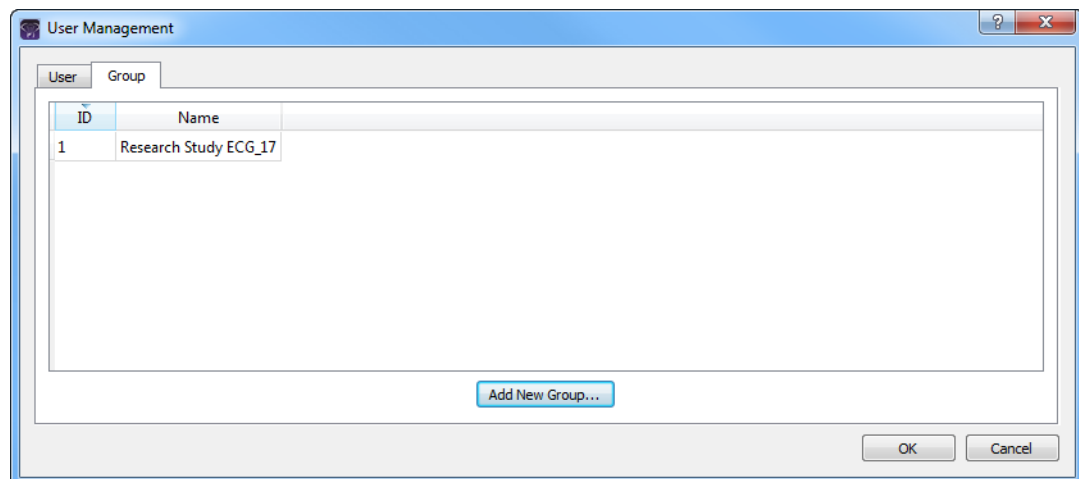 User Management
User Group
ID Name
1 Research Study ECG_17
Add New Group...
OK Cancel